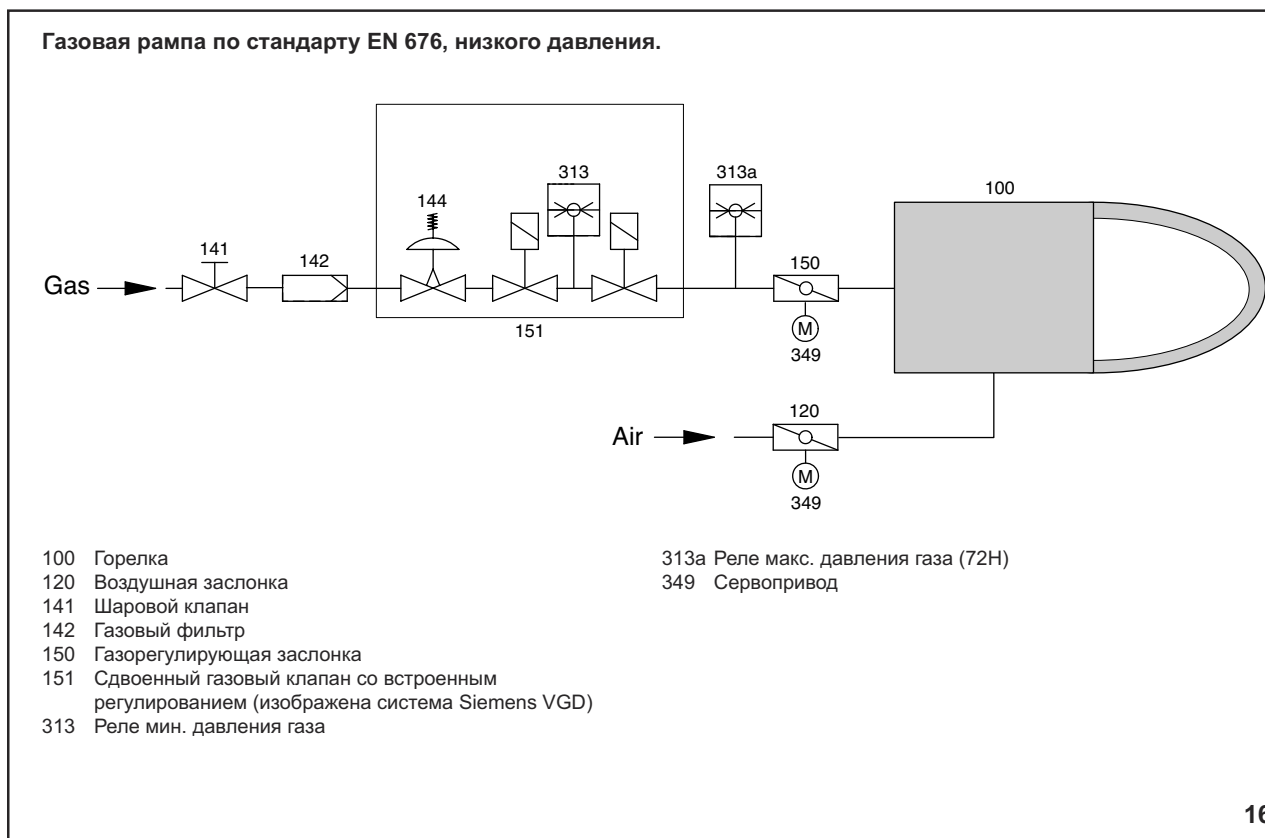 Газовая рампа по стандарту EN 676, низкого давления.
313
313a
100
144
141
142
150
Gas
151
M
349
120
Air
M
349
100 Горелка
120 Воздушная заслонка
141 Шаровой клапан
142 Газовый фильтр
150 Газорегулирующая заслонка
151 Сдвоенный газовый клапан со встроенным
регулированием (изображена система Siemens VGD)
313 Реле мин. давления газа
313a Реле макс. давления газа (72H)
349 Сервопривод